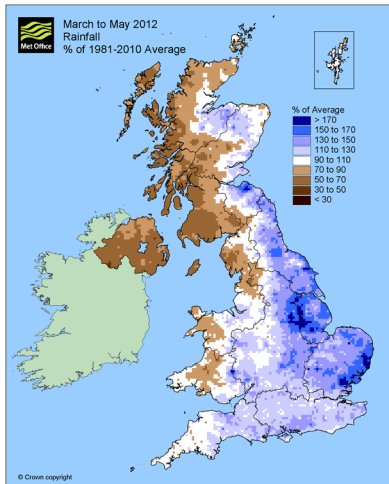 Met Office
March to May 2012
Rainfall
% of 1981-2010 Average
% of Average
> 170
150 to 170
130 to 150
110 to 130
90 to 110
70 to 90
50 to 70
30 to 50
< 30
© Crown copyright